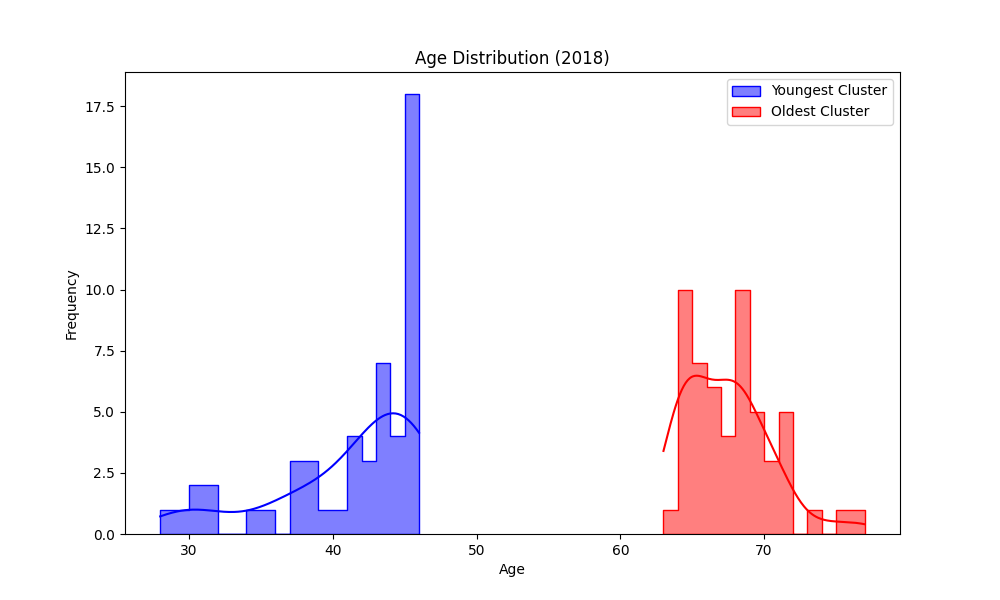 Age Distribution (2018)
Youngest Cluster
Oldest Cluster
17.5
15.0
12.5
10.0
7.5
5.0
2.5
0.0
Frequency
30 40 50 60 70
Age